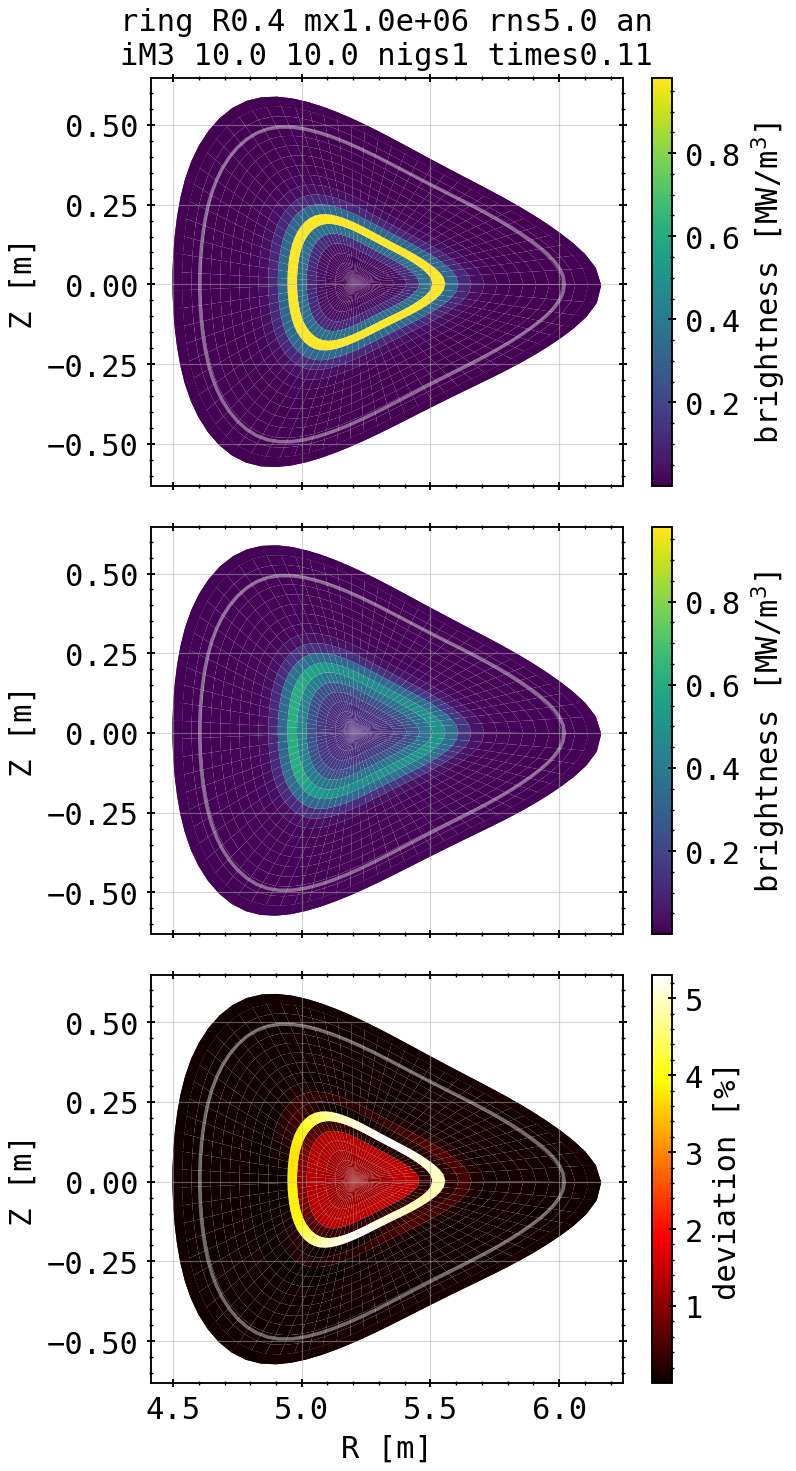 ring R0.4 mx1.0e+06 rns5.0 an
iM3 10.0 10.0 nigs1 times0.11
0.50
0.25
0.00
−0.25
−0.50
Z [m]
0.8
0.6
0.4
0.2
brightness [MW/m³]
0.50
0.25
0.00
−0.25
−0.50
Z [m]
0.8
0.6
0.4
0.2
brightness [MW/m³]
0.50
0.25
0.00
−0.25
−0.50
Z [m]
5
4
3
2
1
deviation [%]
4.5 5.0 5.5 6.0
R [m]